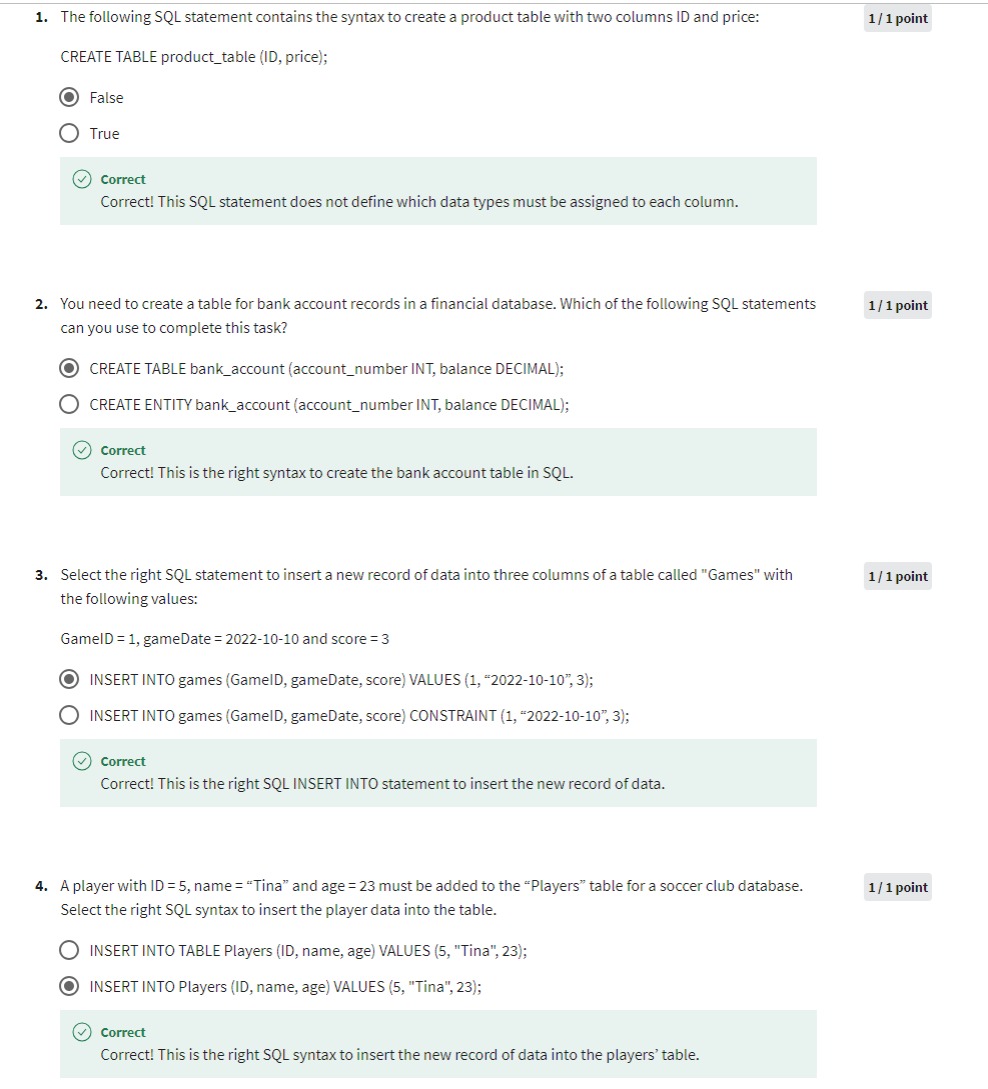 1. The following SQL statement contains the syntax to create a product table with two columns ID and price:
1 / 1 point
CREATE TABLE product_table (ID, price);
False
True
Correct
Correct! This SQL statement does not define which data types must be assigned to each column.
2. You need to create a table for bank account records in a financial database. Which of the following SQL statements
can you use to complete this task?
1 / 1 point
CREATE TABLE bank_account (account_number INT, balance DECIMAL);
CREATE ENTITY bank_account (account_number INT, balance DECIMAL);
Correct
Correct! This is the right syntax to create the bank account table in SQL.
3. Select the right SQL statement to insert a new record of data into three columns of a table called "Games" with
the following values:
1 / 1 point
GameID = 1, gameDate = 2022-10-10 and score = 3
INSERT INTO games (GameID, gameDate, score) VALUES (1, “2022-10-10”, 3);
INSERT INTO games (GameID, gameDate, score) CONSTRAINT (1, “2022-10-10”, 3);
Correct
Correct! This is the right SQL INSERT INTO statement to insert the new record of data.
4. A player with ID = 5, name = “Tina” and age = 23 must be added to the “Players” table for a soccer club database.
Select the right SQL syntax to insert the player data into the table.
1 / 1 point
INSERT INTO TABLE Players (ID, name, age) VALUES (5, "Tina", 23);
INSERT INTO Players (ID, name, age) VALUES (5, "Tina", 23);
Correct
Correct! This is the right SQL syntax to insert the new record of data into the players’ table.